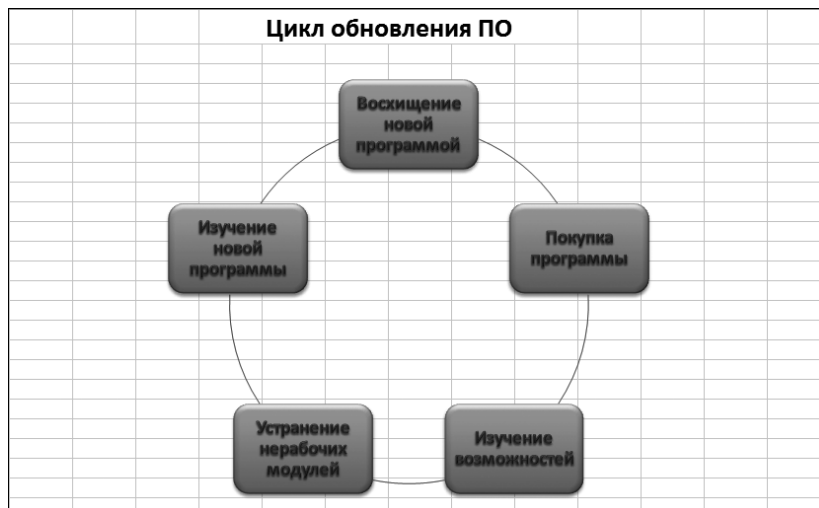 Цикл обновления ПО
Восхищение
новой
программой
Покупка
программы
Изучение
возможностей
Устранение
нерабочих
модулей
Изучение
новой
программы